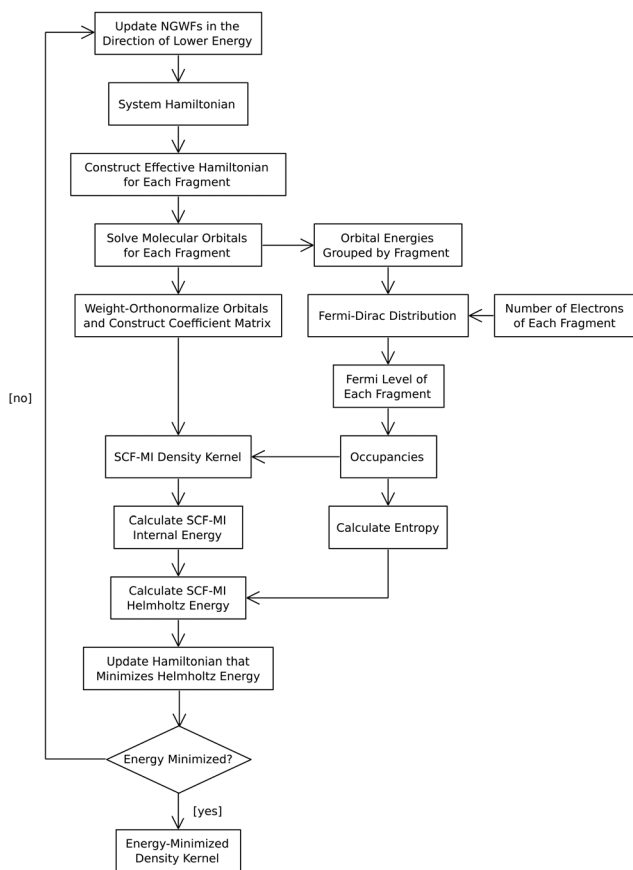 Update NGWFs in the
Direction of Lower Energy
System Hamiltonian
Construct Effective Hamiltonian
for Each Fragment
Solve Molecular Orbitals
for Each Fragment
Orbital Energies
Grouped by Fragment
Weight-Orthonormalize Orbitals
and Construct Coefficient Matrix
Fermi-Dirac Distribution
Number of Electrons
of Each Fragment
Fermi Level of
Each Fragment
[no]
SCF-MI Density Kernel
Occupancies
Calculate SCF-MI
Internal Energy
Calculate Entropy
Calculate SCF-MI
Helmholtz Energy
Update Hamiltonian that
Minimizes Helmholtz Energy
Energy Minimized?
[yes]
Energy-Minimized
Density Kernel